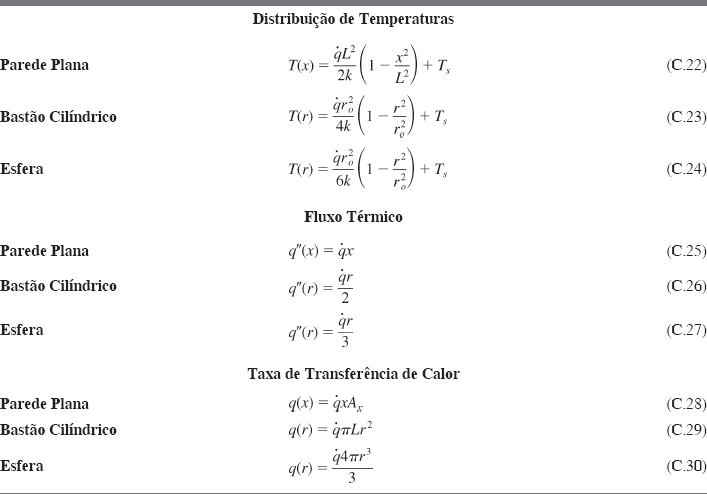 Distribuição de Temperaturas
Parede Plana T(x) = \frac{\dot{q}L^2}{2k}\left(1 - \frac{x^2}{L^2}\right) + T_s (C.22)
Bastão Cilíndrico T(r) = \frac{\dot{q}r_o^2}{4k}\left(1 - \frac{r^2}{r_o^2}\right) + T_s (C.23)
Esfera T(r) = \frac{\dot{q}r_o^2}{6k}\left(1 - \frac{r^2}{r_o^2}\right) + T_s (C.24)
Fluxo Térmico
Parede Plana q″(x) = \dot{q}x (C.25)
Bastão Cilíndrico q″(r) = \frac{\dot{q}r}{2} (C.26)
Esfera q″(r) = \frac{\dot{q}r}{3} (C.27)
Taxa de Transferência de Calor
Parede Plana q(x) = \dot{q}xA_x (C.28)
Bastão Cilíndrico q(r) = \dot{q}πLr^2 (C.29)
Esfera q(r) = \frac{\dot{q}4πr^3}{3} (C.30)